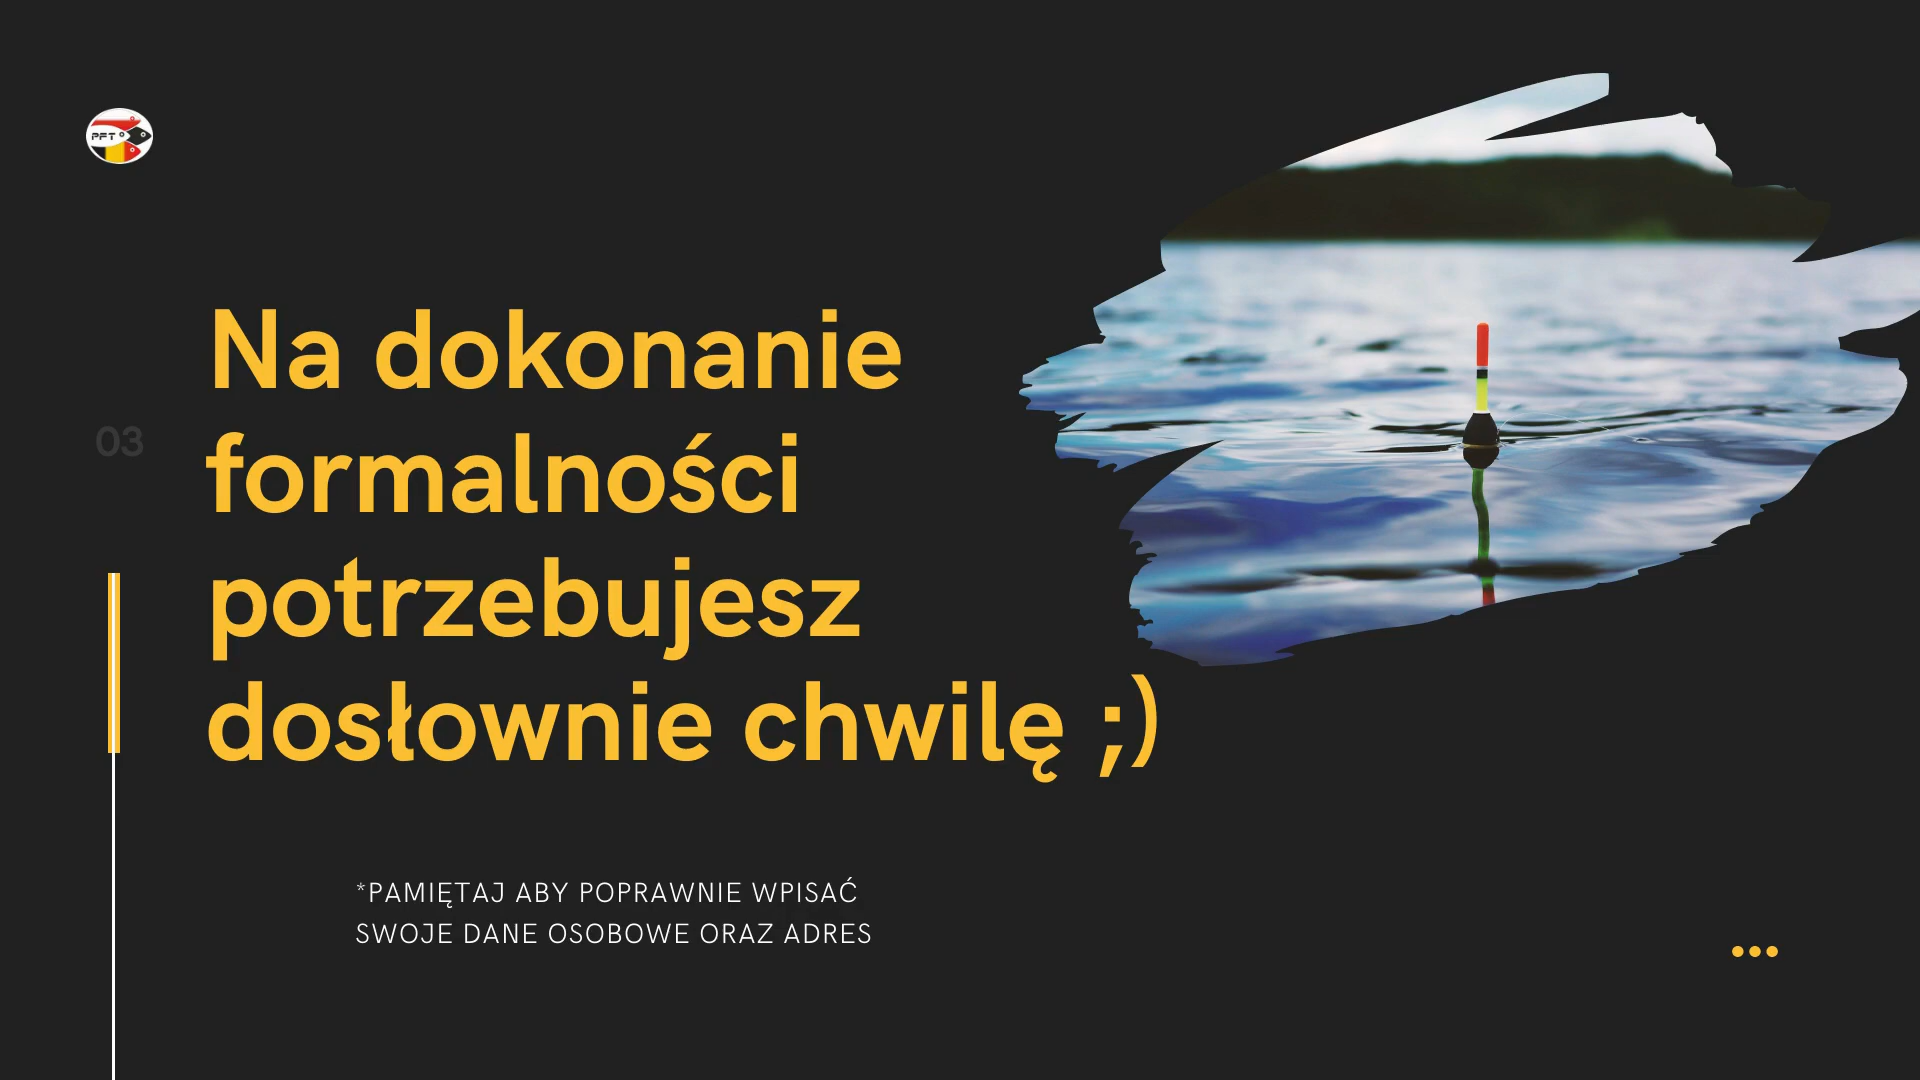 PFT
Na dokonanie
03
formalności
potrzebujesz
dosłownie chwilę ;)
*PAMIĘTAJ ABY POPRAWNIE WPISAĆ
SWOJE DANE OSOBOWE ORAZ ADRES